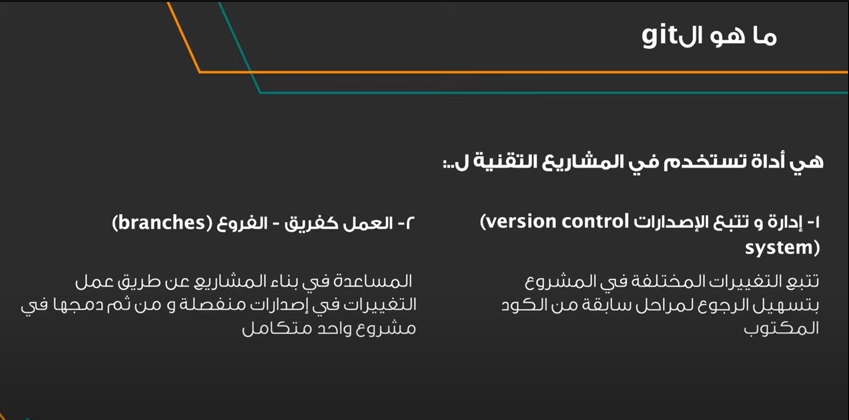 ما هو الgit
هي أداة تستخدم في المشاريع التقنية ل..:
١- إدارة و تتبع الإصدارات (version control
system)
تتبع التغييرات المختلفة في المشروع
بتسهيل الرجوع لمراحل سابقة من الكود
المكتوب
٢- العمل كفريق - الفروع (branches)
المساعدة في بناء المشاريع عن طريق عمل
التغييرات في إصدارات منفصلة و من ثم دمجها في
مشروع واحد متكامل